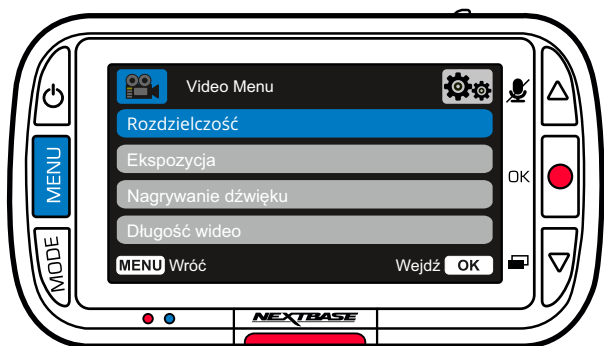 Video Menu
Rozdzielczość
MENU
Ekspozycja
OK
Nagrywanie dźwięku
Długość wideo
MODE
MENU Wróć
Wejdź OK
NEXTBASE